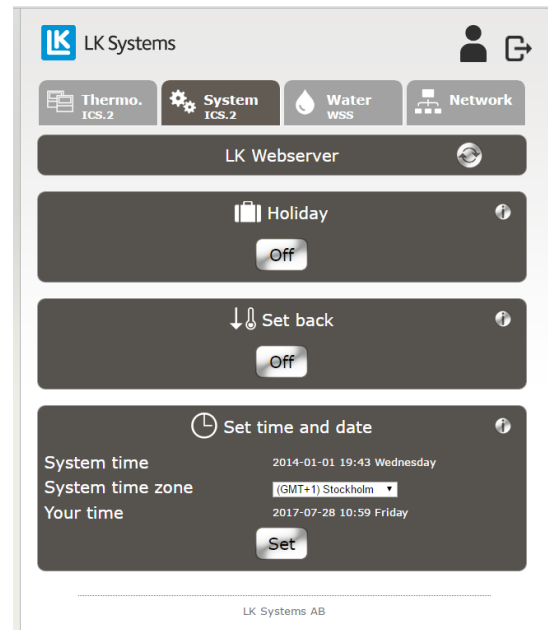 LK LK Systems
Thermo. System Water Network
ICS.2 ICS.2 WSS
LK Webserver
Holiday
Off
Set back
Off
Set time and date
System time 2014-01-01 19:43 Wednesday
System time zone (GMT+1) Stockholm
Your time 2017-07-28 10:59 Friday
Set
LK Systems AB